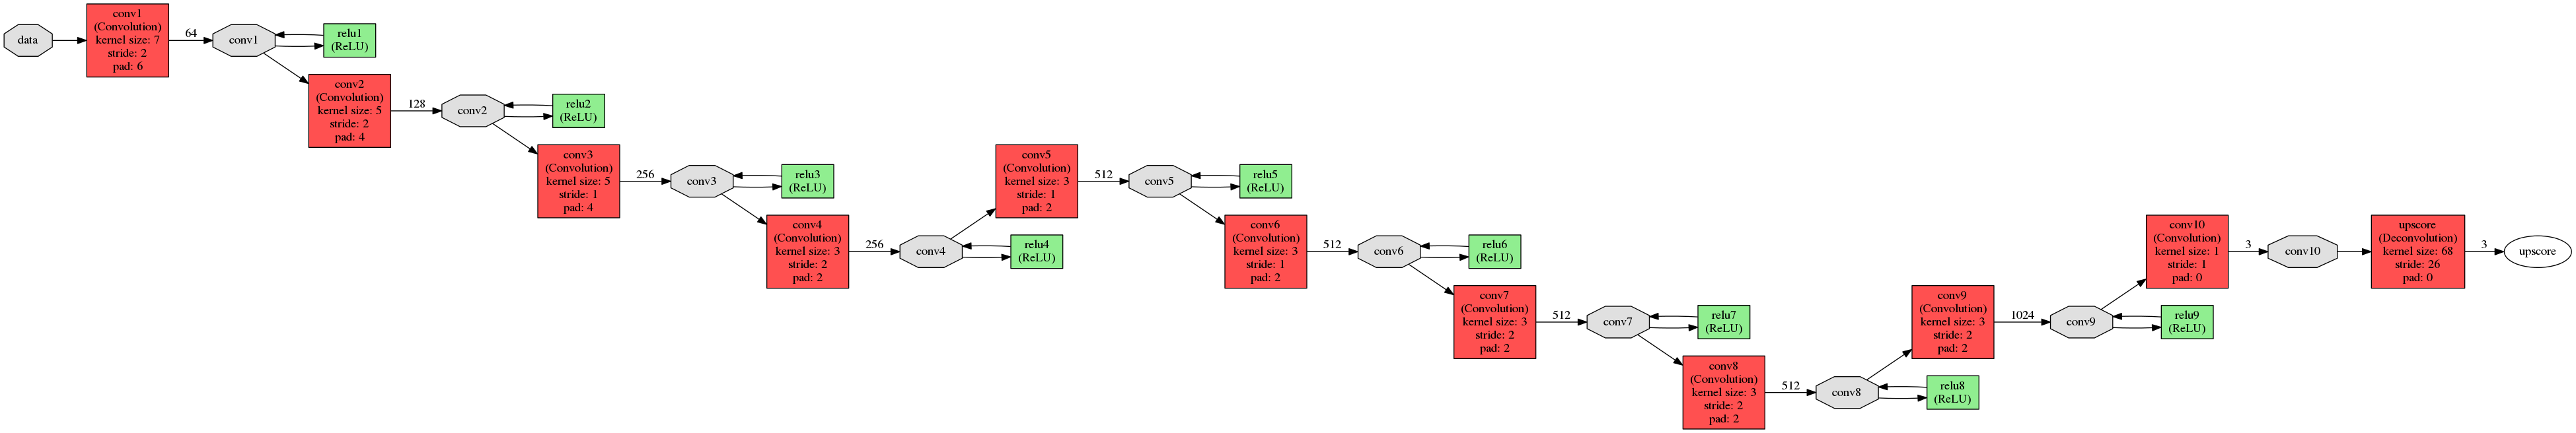 data
conv1
(Convolution)
kernel size: 7
stride: 2
pad: 6
64
conv1
relu1
(ReLU)
conv2
(Convolution)
kernel size: 5
stride: 2
pad: 4
128
conv2
relu2
(ReLU)
conv3
(Convolution)
kernel size: 5
stride: 1
pad: 4
256
conv3
relu3
(ReLU)
conv4
(Convolution)
kernel size: 3
stride: 2
pad: 2
256
conv4
relu4
(ReLU)
conv5
(Convolution)
kernel size: 3
stride: 1
pad: 2
512
conv5
relu5
(ReLU)
conv6
(Convolution)
kernel size: 3
stride: 1
pad: 2
512
conv6
relu6
(ReLU)
conv7
(Convolution)
kernel size: 3
stride: 2
pad: 2
512
conv7
relu7
(ReLU)
conv8
(Convolution)
kernel size: 3
stride: 2
pad: 2
512
conv8
relu8
(ReLU)
conv9
(Convolution)
kernel size: 3
stride: 2
pad: 2
1024
conv9
relu9
(ReLU)
conv10
(Convolution)
kernel size: 1
stride: 1
pad: 0
3
conv10
upscore
(Deconvolution)
kernel size: 68
stride: 26
pad: 0
3
upscore